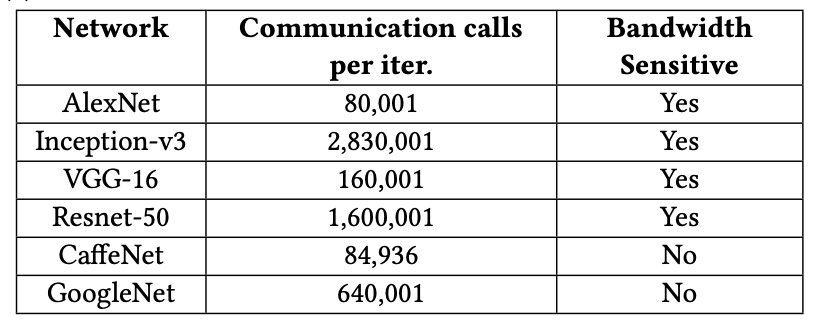 Network Communication calls per iter. Bandwidth Sensitive
AlexNet 80,001 Yes
Inception-v3 2,830,001 Yes
VGG-16 160,001 Yes
Resnet-50 1,600,001 Yes
CaffeNet 84,936 No
GoogleNet 640,001 No